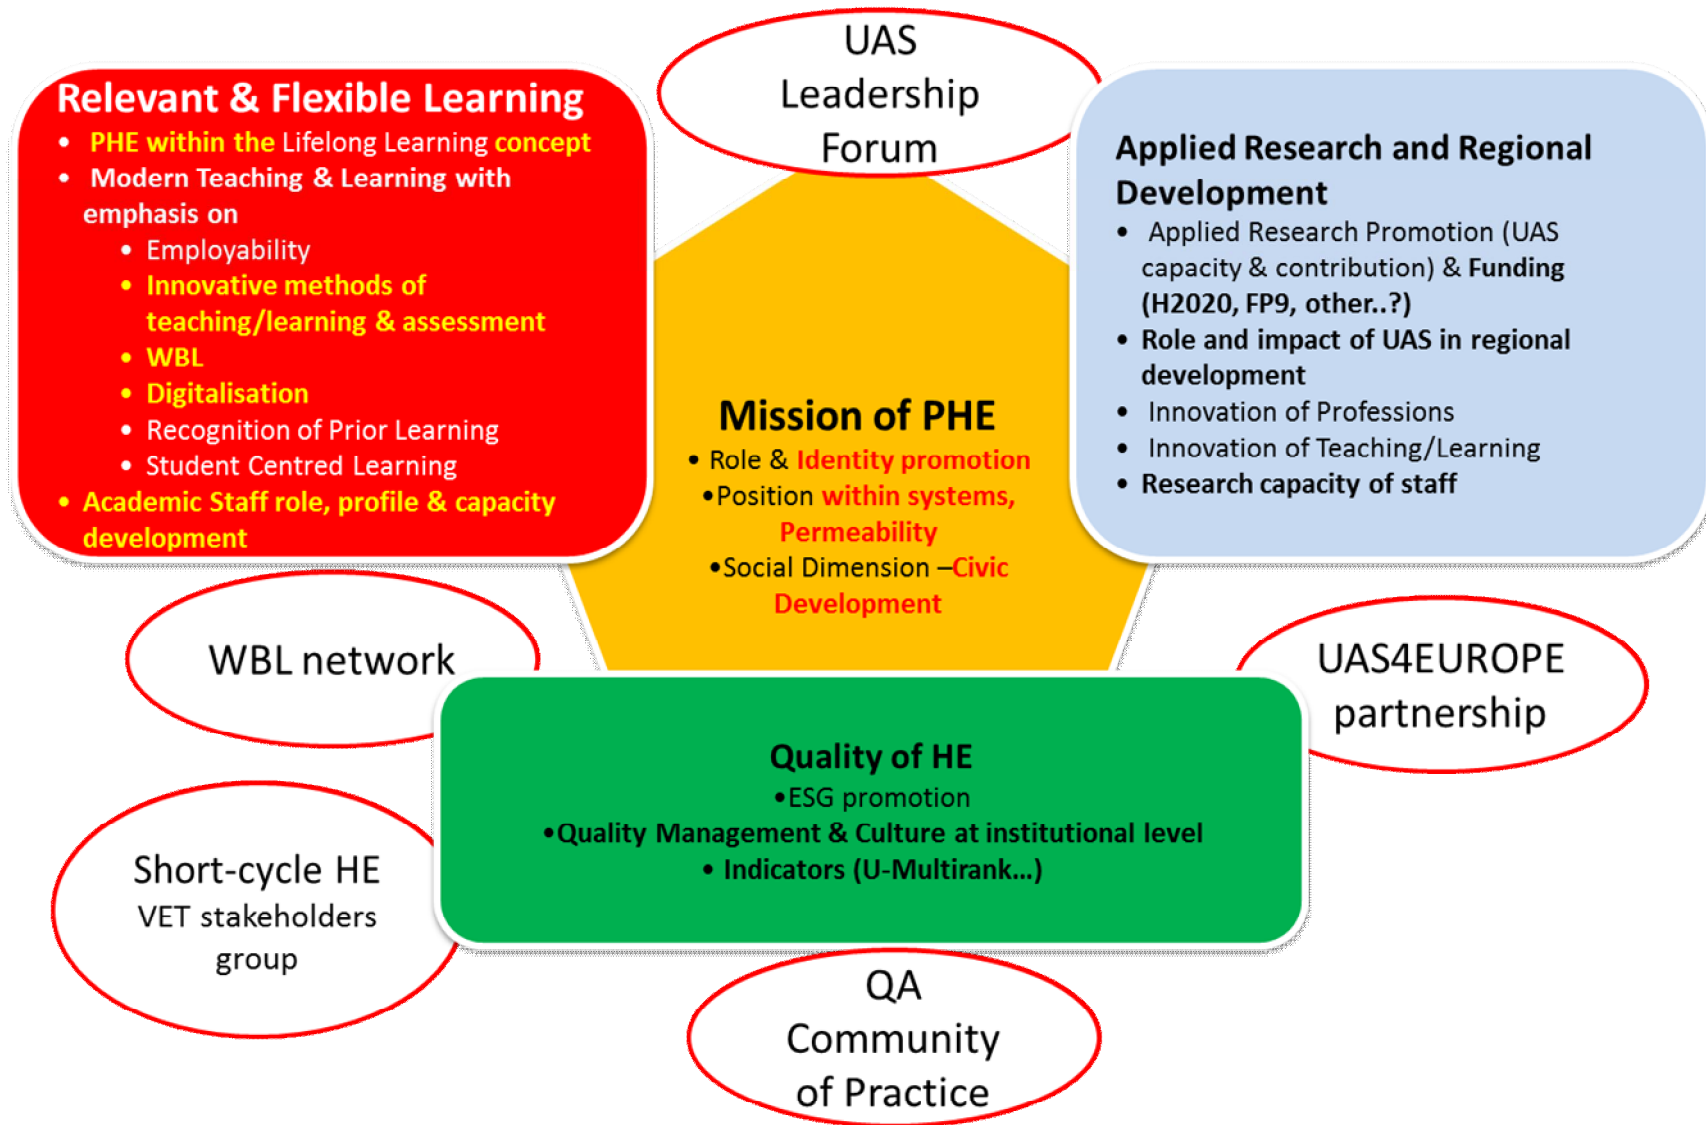 UAS
Leadership
Forum
Relevant & Flexible Learning
• PHE within the Lifelong Learning concept
• Modern Teaching & Learning with
emphasis on
• Employability
• Innovative methods of
teaching/learning & assessment
• WBL
• Digitalisation
• Recognition of Prior Learning
• Student Centred Learning
• Academic Staff role, profile & capacity
development
Applied Research and Regional
Development
• Applied Research Promotion (UAS
capacity & contribution) & Funding
(H2020, FP9, other..?)
• Role and impact of UAS in regional
development
• Innovation of Professions
• Innovation of Teaching/Learning
• Research capacity of staff
Mission of PHE
• Role & Identity promotion
•Position within systems,
Permeability
•Social Dimension –Civic
Development
WBL network
UAS4EUROPE
partnership
Quality of HE
•ESG promotion
•Quality Management & Culture at institutional level
• Indicators (U-Multirank...)
Short-cycle HE
VET stakeholders
group
QA
Community
of Practice